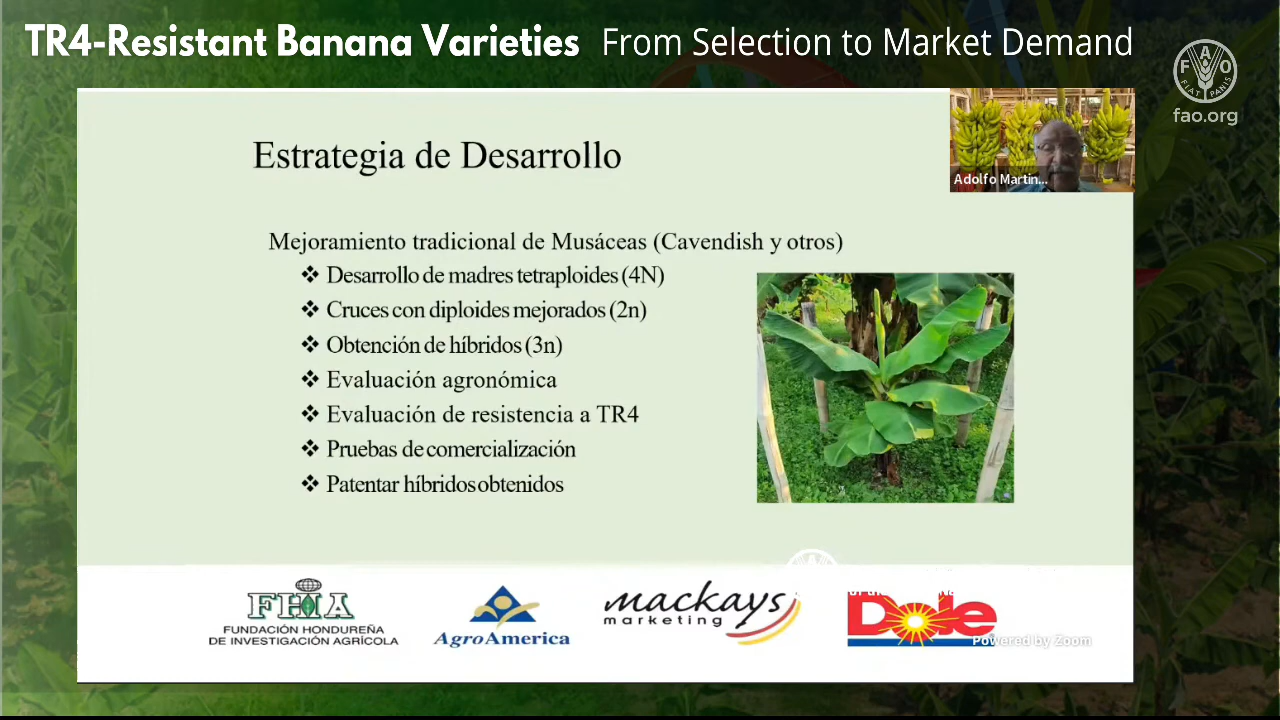 TR4-Resistant Banana Varieties From Selection to Market Demand
FAO
FIAT PANIS
fao.org
Adolfo Martin...
Estrategia de Desarrollo
Mejoramiento tradicional de Musáceas (Cavendish y otros)
❖ Desarrollo de madres tetraploides (4N)
❖ Cruces con diploides mejorados (2n)
❖ Obtención de híbridos (3n)
❖ Evaluación agronómica
❖ Evaluación de resistencia a TR4
❖ Pruebas de comercialización
❖ Patentar híbridos obtenidos
FHIA
FUNDACIÓN HONDUREÑA
DE INVESTIGACIÓN AGRÍCOLA
AgroAmerica
mackays
marketing
Dole
Powered by Zoom